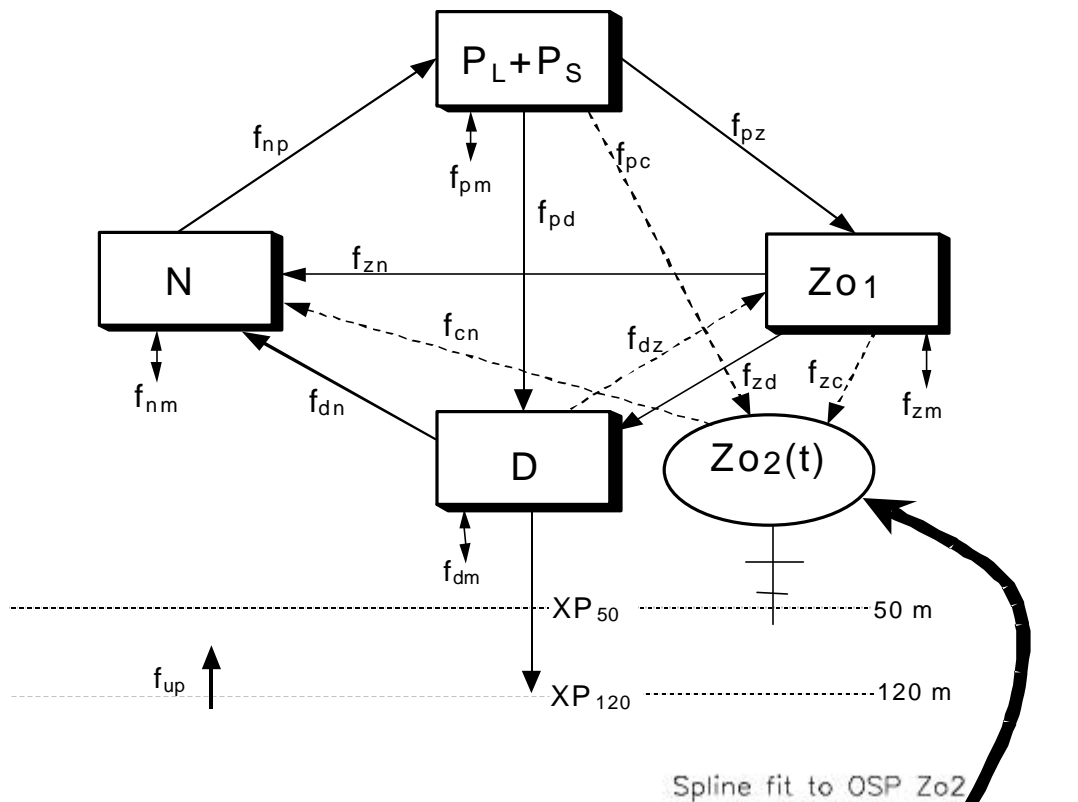 PL+PS
fnp
fpz
fpc
fpm
fpd
N
fzn
Zo1
fcn
fdz
fnm
fdn
fzd
fzc
fzm
D
Zo2(t)
fdm
XP50
50 m
fup
XP120
120 m
Spline fit to OSP Zo2